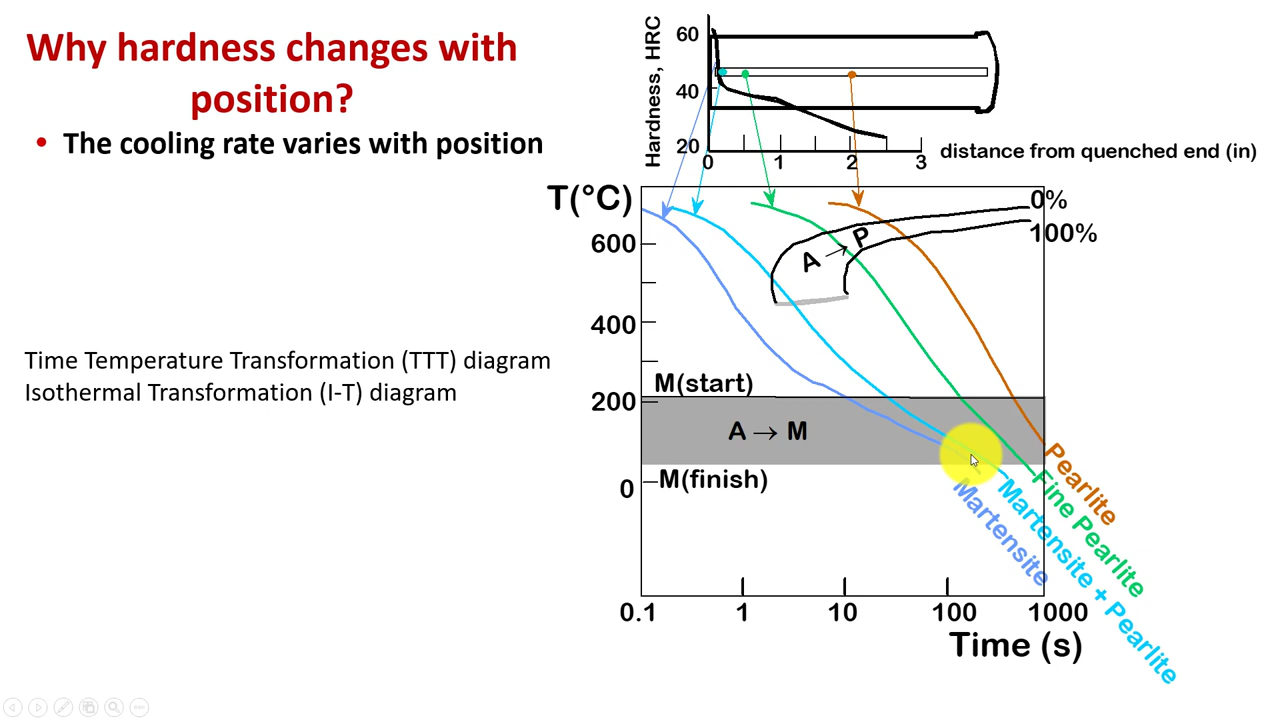 Why hardness changes with
position?
• The cooling rate varies with position
Time Temperature Transformation (TTT) diagram
Isothermal Transformation (I-T) diagram
Hardness, HRC
60
40
20
0 1 2 3
distance from quenched end (in)
T(°C)
600
400
200
0
0%
100%
A → P
M(start)
A → M
M(finish)
Martensite
Martensite + Pearlite
Fine Pearlite
Pearlite
0.1 1 10 100 1000
Time (s)